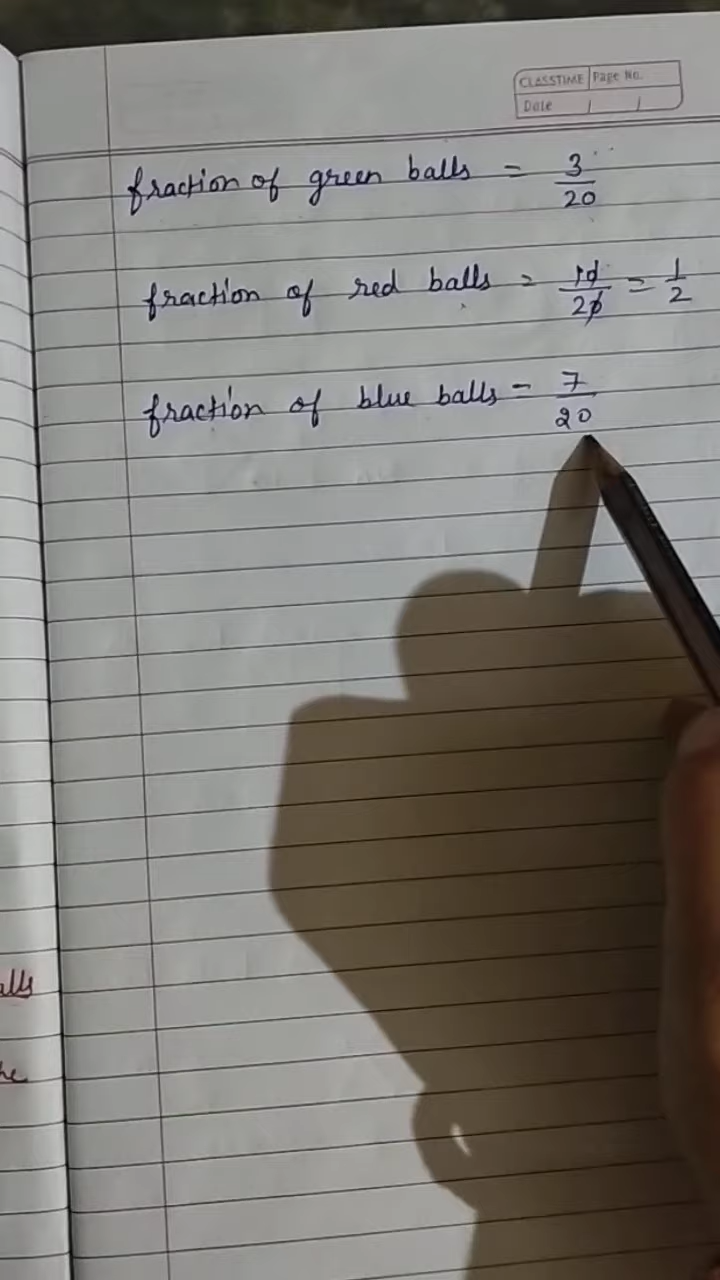 CLASSTIME Page No.
Date / /
fraction of green balls = 3/20
fraction of red balls = 10/20 = 1/2
fraction of blue balls = 7/20